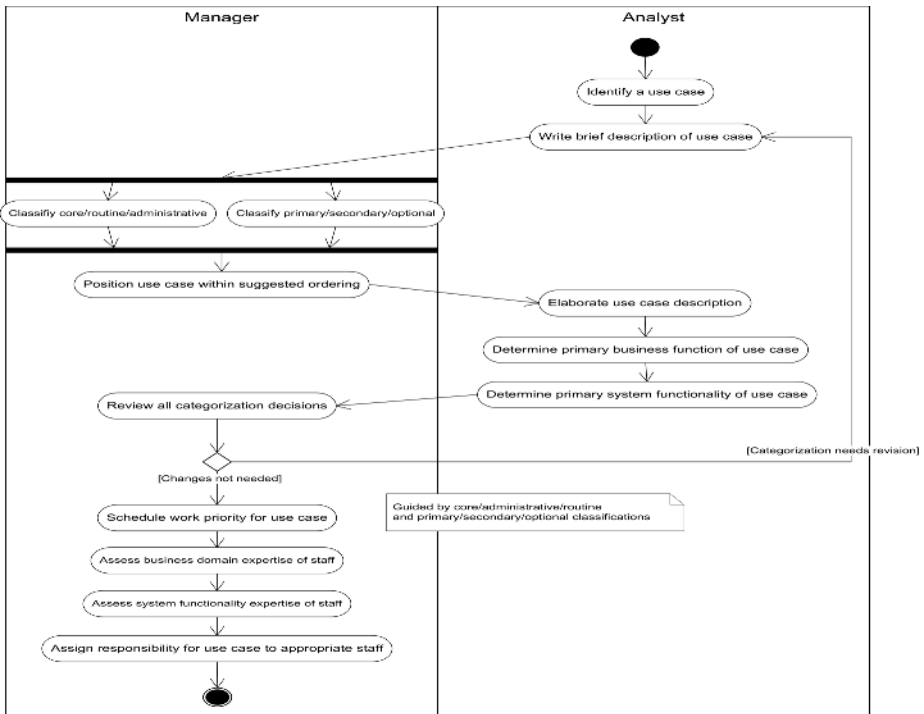 Manager
Analyst
Identify a use case
Write brief description of use case
Classifiy core/routine/administrative
Classify primary/secondary/optional
Position use case within suggested ordering
Elaborate use case description
Determine primary business function of use case
Determine primary system functionality of use case
Review all categorization decisions
[Categorization needs revision]
[Changes not needed]
Guided by core/administrative/routine
and primary/secondary/optional classifications
Schedule work priority for use case
Assess business domain expertise of staff
Assess system functionality expertise of staff
Assign responsibility for use case to appropriate staff